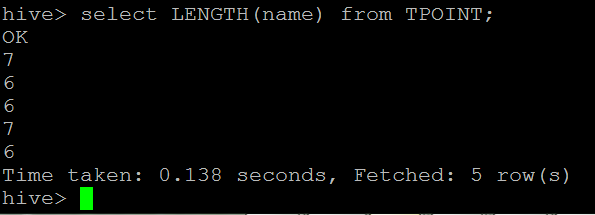 hive> select LENGTH(name) from TPOINT;
OK
7
6
6
7
6
Time taken: 0.138 seconds, Fetched: 5 row(s)
hive>